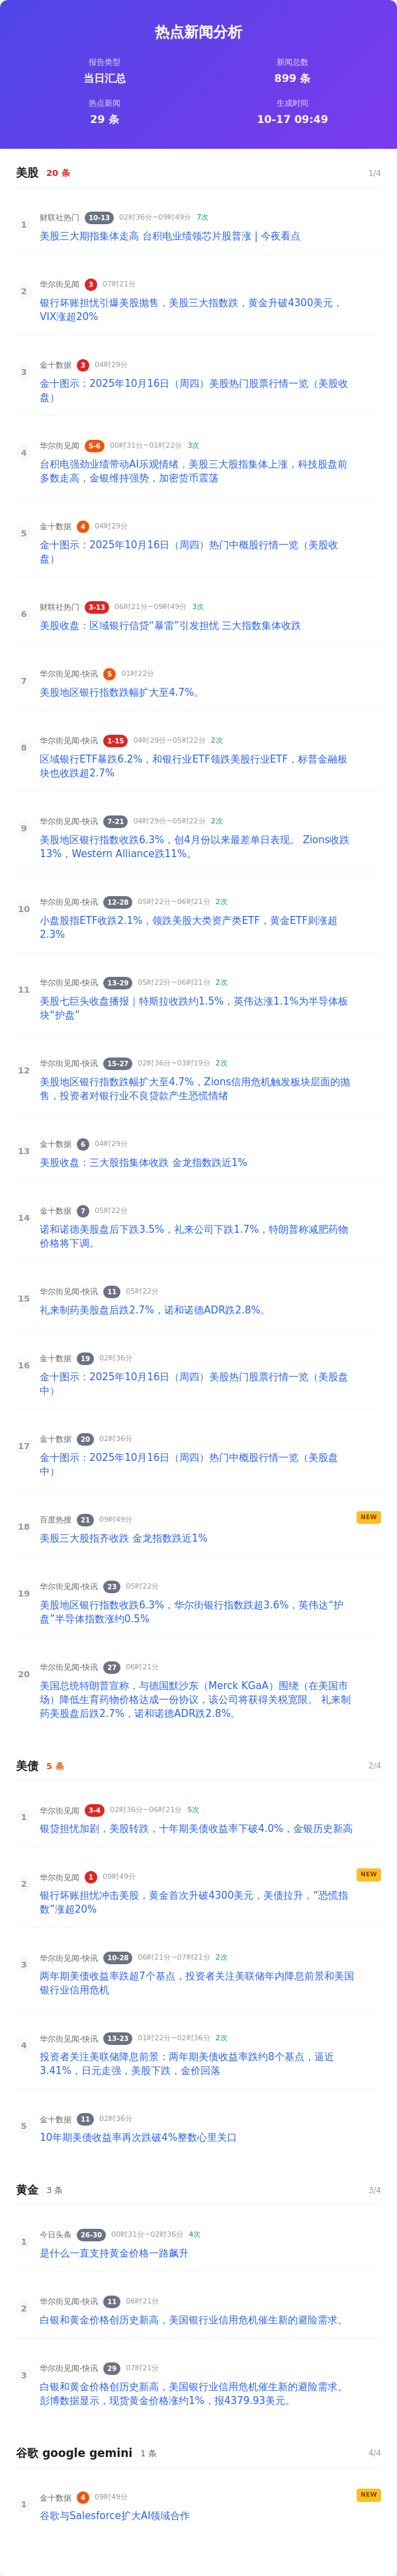 热点新闻分析
报告类型
当日汇总
新闻总数
899 条
热点新闻
29 条
生成时间
10-17 09:49
美股 20 条 1/4
1
财联社热门 10-13 02时36分~09时49分 7次
美股三大期指集体走高 台积电业绩领芯片股普涨 | 今夜看点
2
华尔街见闻 3 07时21分
银行坏账担忧引爆美股抛售，美股三大指数跌，黄金升破4300美元，
VIX涨超20%
3
金十数据 3 04时29分
金十图示：2025年10月16日（周四）美股热门股票行情一览（美股收
盘）
4
华尔街见闻 5-6 00时31分~01时22分 3次
台积电强劲业绩带动AI乐观情绪，美股三大股指集体上涨，科技股盘前
多数走高，金银维持强势，加密货币震荡
5
金十数据 4 04时29分
金十图示：2025年10月16日（周四）热门中概股行情一览（美股收
盘）
6
财联社热门 3-13 06时21分~09时49分 3次
美股收盘：区域银行信贷“暴雷”引发担忧 三大指数集体收跌
7
华尔街见闻-快讯 5 01时22分
美股地区银行指数跌幅扩大至4.7%。
8
华尔街见闻-快讯 1-15 04时29分~05时22分 2次
区域银行ETF暴跌6.2%，和银行业ETF领跌美股行业ETF，标普金融板
块也收跌超2.7%
9
华尔街见闻-快讯 7-21 04时29分~05时22分 2次
美股地区银行指数收跌6.3%，创4月份以来最差单日表现。 Zions收跌
13%，Western Alliance跌11%。
10
华尔街见闻-快讯 12-28 05时22分~06时21分 2次
小盘股指ETF收跌2.1%，领跌美股大类资产类ETF，黄金ETF则涨超
2.3%
11
华尔街见闻-快讯 13-29 05时22分~06时21分 2次
美股七巨头收盘播报｜特斯拉收跌约1.5%，英伟达涨1.1%为半导体板
块“护盘”
12
华尔街见闻-快讯 15-27 02时36分~03时19分 2次
美股地区银行指数跌幅扩大至4.7%，Zions信用危机触发板块层面的抛
售，投资者对银行业不良贷款产生恐慌情绪
13
金十数据 6 04时29分
美股收盘：三大股指集体收跌 金龙指数跌近1%
14
金十数据 7 05时22分
诺和诺德美股盘后下跌3.5%，礼来公司下跌1.7%，特朗普称减肥药物
价格将下调。
15
华尔街见闻-快讯 11 05时22分
礼来制药美股盘后跌2.7%，诺和诺德ADR跌2.8%。
16
金十数据 19 02时36分
金十图示：2025年10月16日（周四）美股热门股票行情一览（美股盘
中）
17
金十数据 20 02时36分
金十图示：2025年10月16日（周四）热门中概股行情一览（美股盘
中）
18
百度热搜 21 09时49分 NEW
美股三大股指齐收跌 金龙指数跌近1%
19
华尔街见闻-快讯 23 05时22分
美股地区银行指数收跌6.3%，华尔街银行指数跌超3.6%，英伟达“护
盘”半导体指数涨约0.5%
20
华尔街见闻-快讯 27 06时21分
美国总统特朗普宣称，与德国默沙东（Merck KGaA）围绕（在美国市
场）降低生育药物价格达成一份协议，该公司将获得关税宽限。 礼来制
药美股盘后跌2.7%，诺和诺德ADR跌2.8%。
美债 5 条 2/4
1
华尔街见闻 3-4 02时36分~06时21分 5次
银贷担忧加剧，美股转跌，十年期美债收益率下破4.0%，金银历史新高
2
华尔街见闻 1 09时49分 NEW
银行坏账担忧冲击美股，黄金首次升破4300美元，美债拉升，“恐慌指
数”涨超20%
3
华尔街见闻-快讯 10-28 06时21分~07时21分 2次
两年期美债收益率跌超7个基点，投资者关注美联储年内降息前景和美国
银行业信用危机
4
华尔街见闻-快讯 13-23 01时22分~02时36分 2次
投资者关注美联储降息前景：两年期美债收益率跌约8个基点，逼近
3.41%，日元走强，美股下跌，金价回落
5
金十数据 11 02时36分
10年期美债收益率再次跌破4%整数心里关口
黄金 3 条 3/4
1
今日头条 26-30 00时31分~02时36分 4次
是什么一直支持黄金价格一路飙升
2
华尔街见闻-快讯 11 06时21分
白银和黄金价格创历史新高，美国银行业信用危机催生新的避险需求。
3
华尔街见闻-快讯 29 07时21分
白银和黄金价格创历史新高，美国银行业信用危机催生新的避险需求。
彭博数据显示，现货黄金价格涨约1%，报4379.93美元。
谷歌 google gemini 1 条 4/4
1
金十数据 4 09时49分 NEW
谷歌与Salesforce扩大AI领域合作